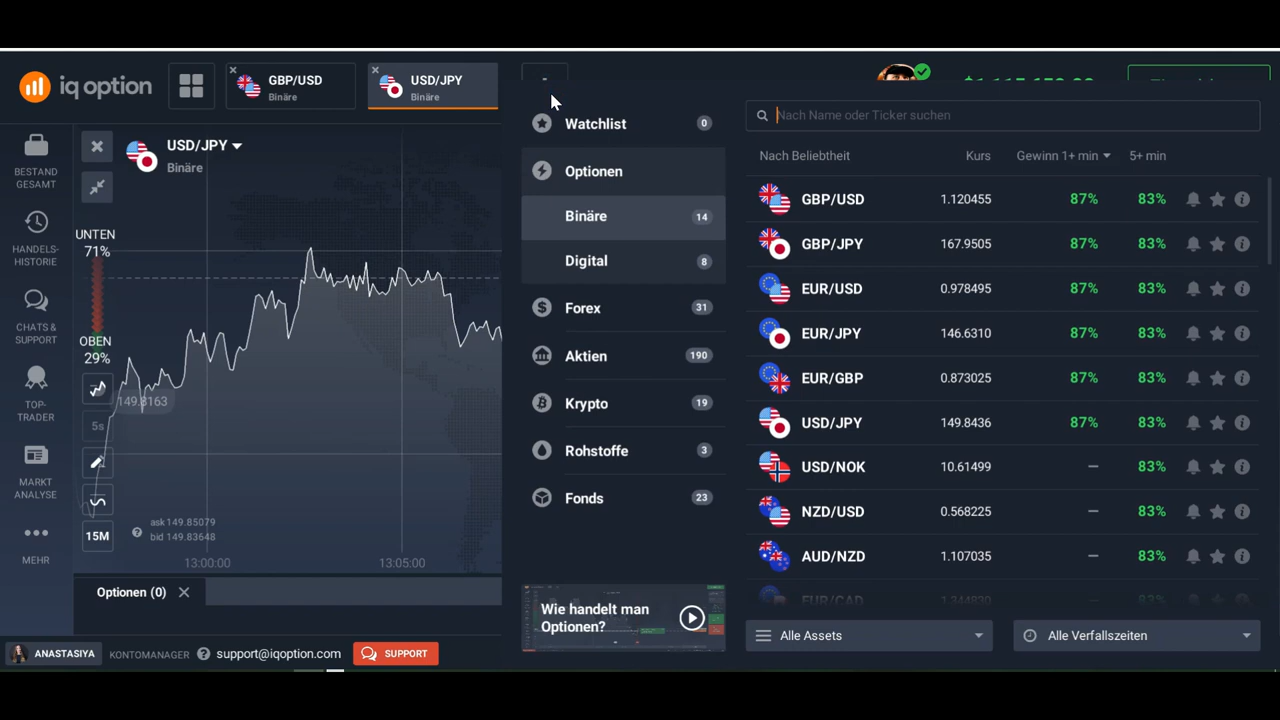 iq option
GBP/USD
Binäre
USD/JPY
Binäre
BESTAND
GESAMT
HANDELS-
HISTORIE
CHATS &
SUPPORT
TOP-
TRADER
MARKT
ANALYSE
MEHR
USD/JPY
Binäre
UNTEN
71%
OBEN
29%
149.8163
5s
15M
ask 149.85079
bid 149.83648
13:00:00
13:05:00
Optionen (0)
ANASTASIYA
KONTOMANAGER
support@iqoption.com
SUPPORT
Watchlist 0
Optionen
Binäre 14
Digital 8
Forex 31
Aktien 190
Krypto 19
Rohstoffe 3
Fonds 23
Wie handelt man
Optionen?
Nach Name oder Ticker suchen
Nach Beliebtheit Kurs Gewinn 1+ min 5+ min
GBP/USD 1.120455 87% 83%
GBP/JPY 167.9505 87% 83%
EUR/USD 0.978495 87% 83%
EUR/JPY 146.6310 87% 83%
EUR/GBP 0.873025 87% 83%
USD/JPY 149.8436 87% 83%
USD/NOK 10.61499 – 83%
NZD/USD 0.568225 – 83%
AUD/NZD 1.107035 – 83%
EUR/CAD 1.344830 – 83%
Alle Assets
Alle Verfallszeiten